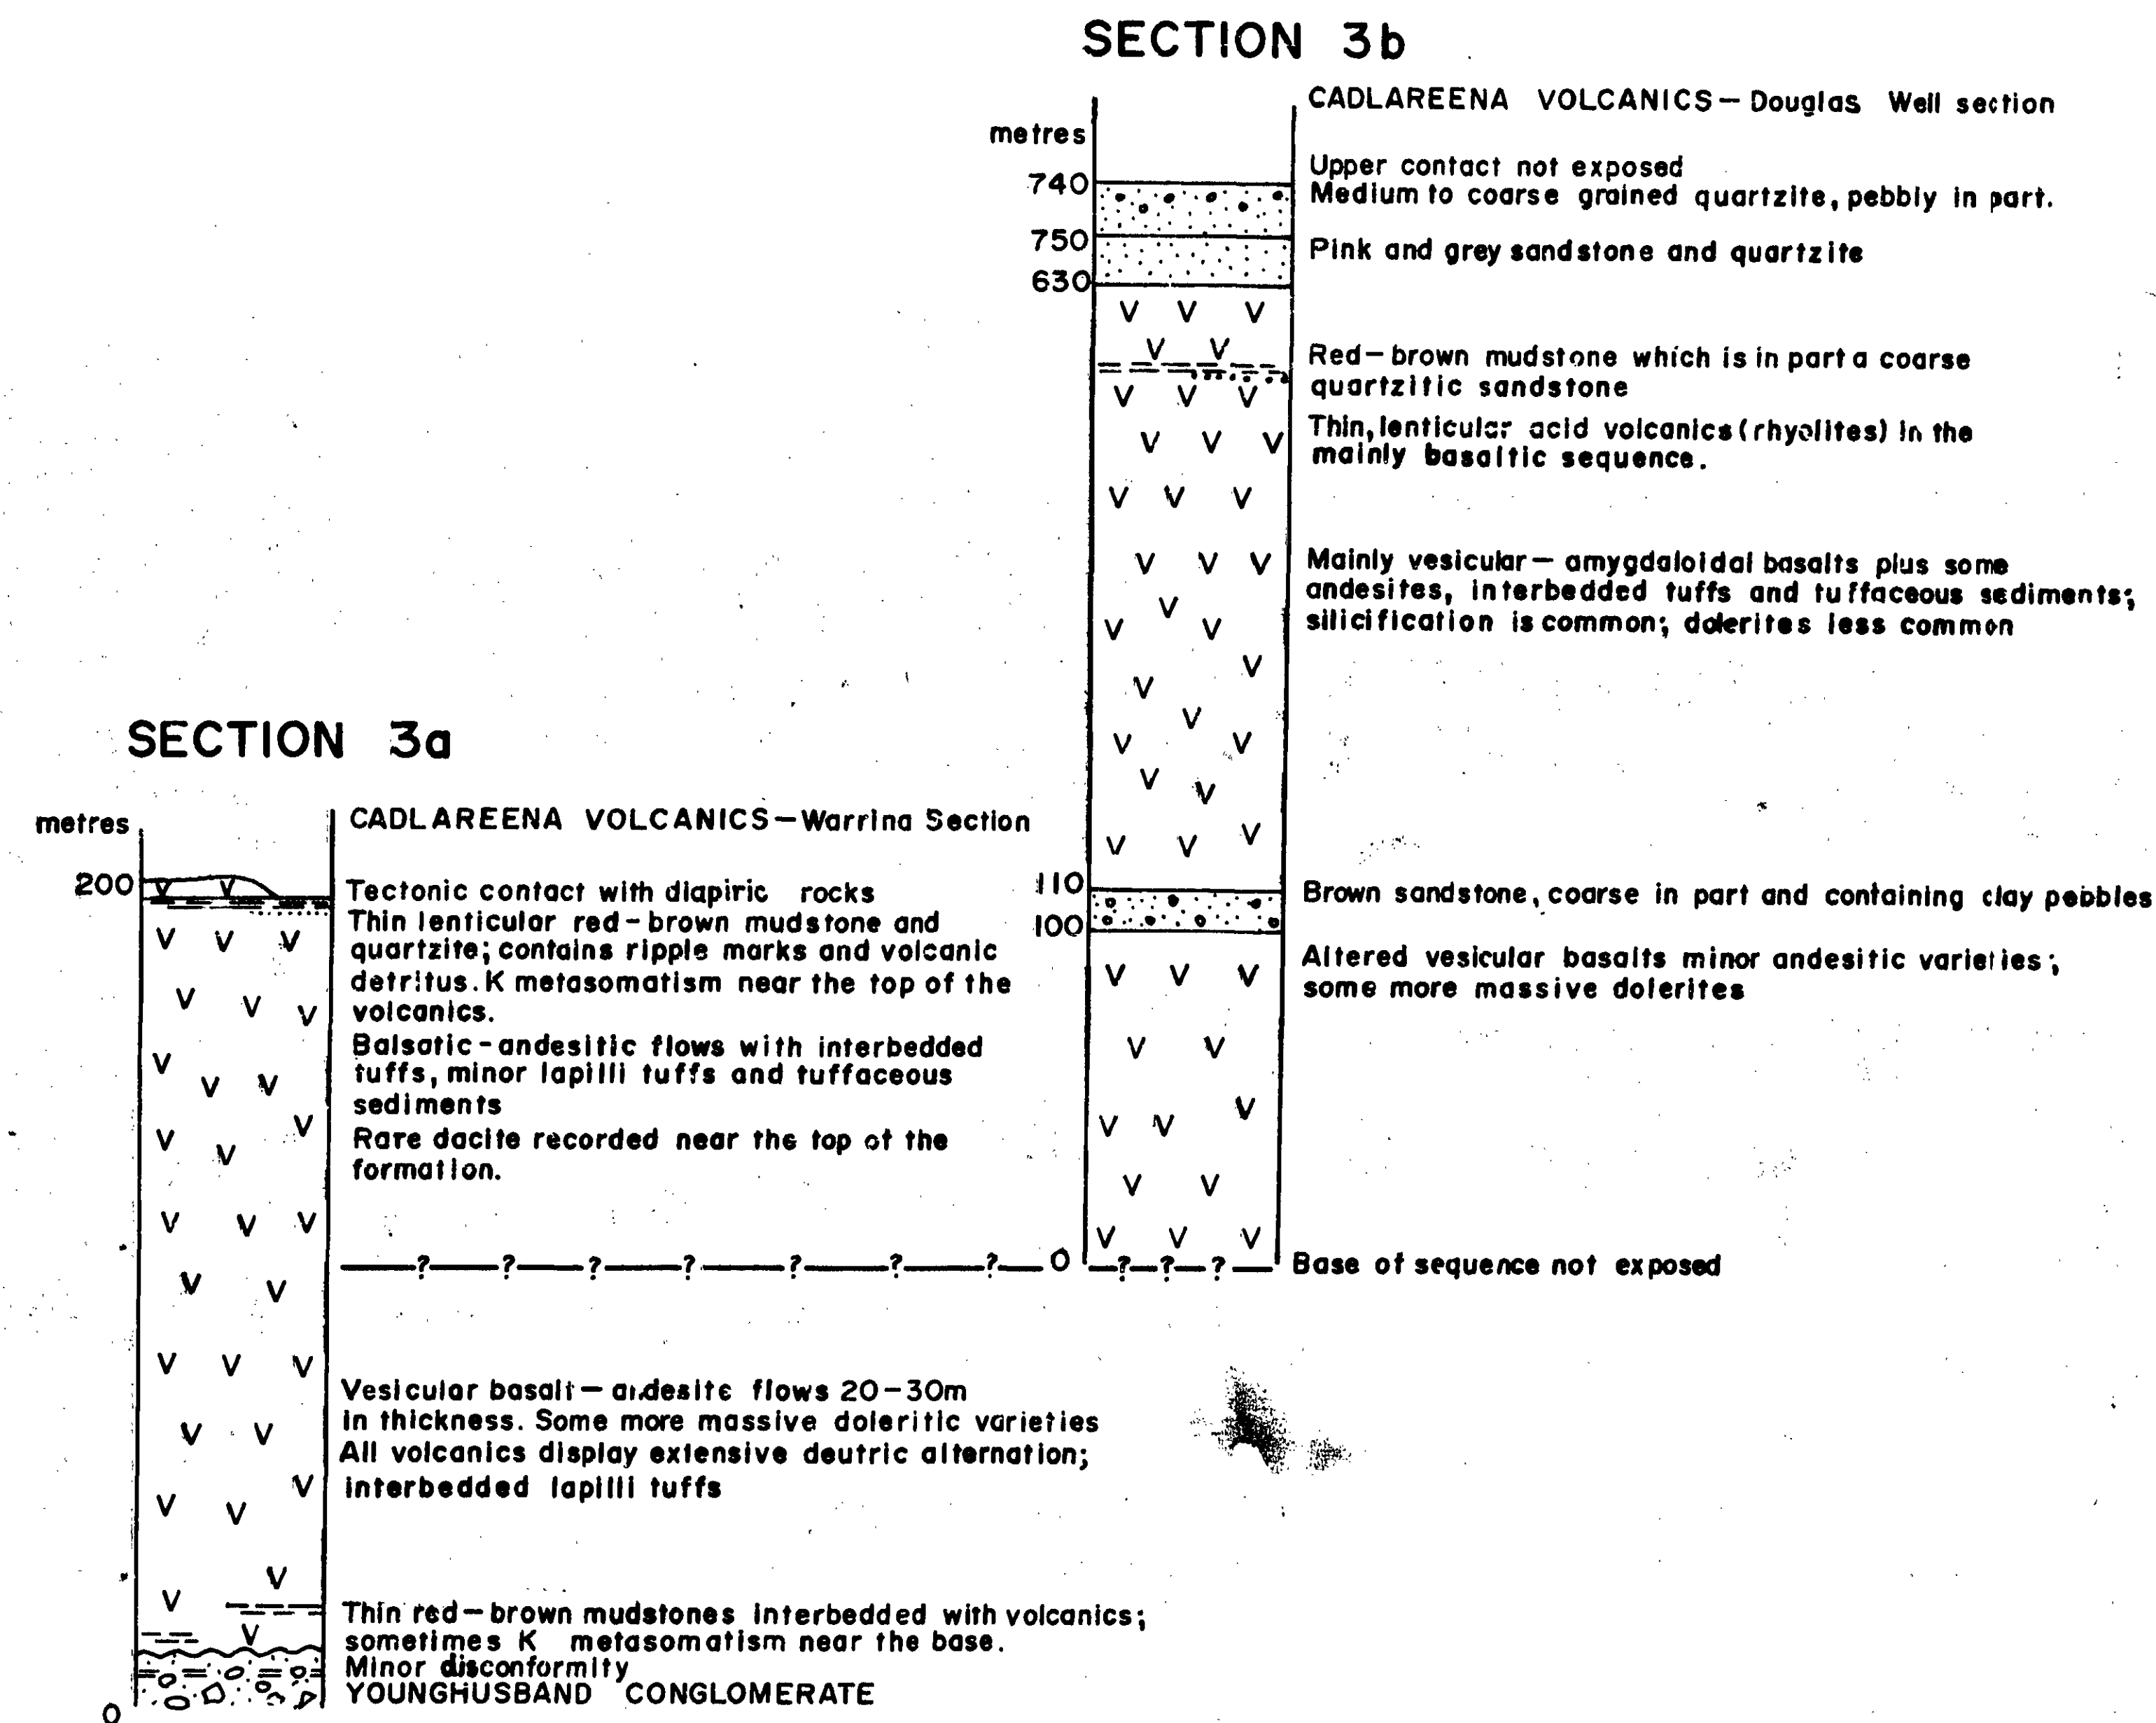 SECTION 3b
CADLAREENA VOLCANICS – Douglas Well section
metres
Upper contact not exposed
740
Medium to coarse grained quartzite, pebbly in part.
750
Pink and grey sandstone and quartzite
630
V V V
V V
Red-brown mudstone which is in part a coarse
quartzitic sandstone
V V V
Thin, lenticular acid volcanics (rhyolites) in the
mainly basaltic sequence.
V V V
V V V
Mainly vesicular – amygdaloidal basalts plus some
andesites, interbedded tuffs and tuffaceous sediments;
silicification is common; dolerites less common
V V V
V
V V
V
V
V
V V
V
V
V V V
110
Brown sandstone, coarse in part and containing clay pebbles
100
Altered vesicular basalts minor andesitic varieties;
some more massive dolerites
V V V
V V
V V V
V V
V V V
0 ? ? ? Base of sequence not exposed
SECTION 3a
CADLAREENA VOLCANICS – Warrina Section
metres
200
V V
Tectonic contact with diapiric rocks
Thin lenticular red-brown mudstone and
quartzite; contains ripple marks and volcanic
detritus. K metasomatism near the top of the
volcanics.
V V V
V V V
Balsatic-andesitic flows with interbedded
tuffs, minor lapilli tuffs and tuffaceous
sediments
V V V
Rare dacite recorded near the top of the
formation.
V V V
V V V
? ? ? ? ? ? ?
V V
V V V
Vesicular basalt – andesite flows 20–30m
in thickness. Some more massive doleritic varieties
All volcanics display extensive deutric alternation;
interbedded lapilli tuffs
V V
V V V
V V
Thin red-brown mudstones interbedded with volcanics;
sometimes K metasomatism near the base.
V
Minor disconformity
YOUNGHUSBAND CONGLOMERATE
0